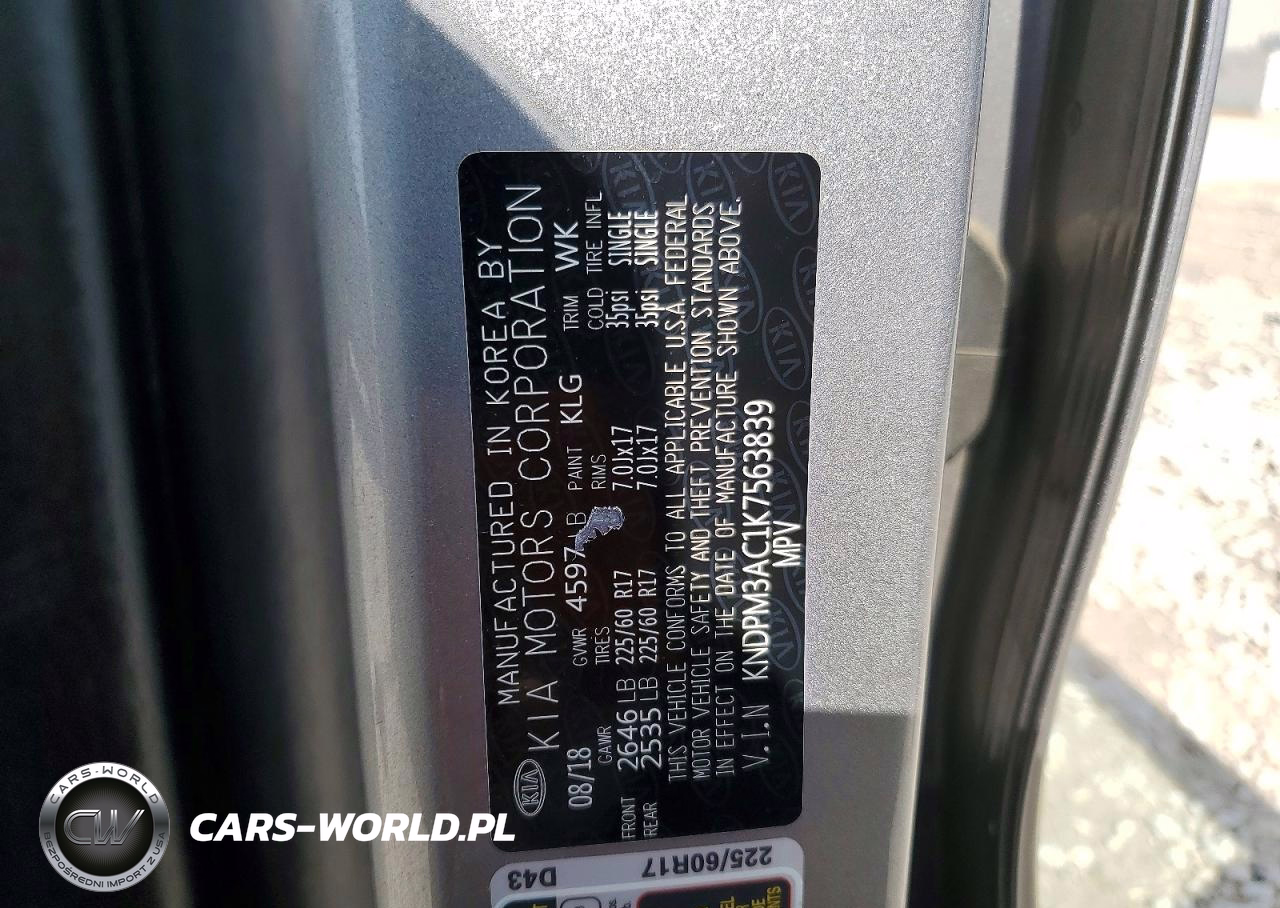 MANUFACTURED IN KOREA BY
KIA KIA MOTORS CORPORATION
08/18 GVWR 4597 LB PAINT KLG TRIM WK
GAWR TIRES RIMS COLD TIRE INFL
FRONT 2646 LB 225/60 R17 7.0Jx17 35psi SINGLE
REAR 2535 LB 225/60 R17 7.0Jx17 35psi SINGLE
THIS VEHICLE CONFORMS TO ALL APPLICABLE U.S.A. FEDERAL
MOTOR VEHICLE SAFETY AND THEFT PREVENTION STANDARDS
IN EFFECT ON THE DATE OF MANUFACTURE SHOWN ABOVE.
V.I.N KNDPM3AC1K7563839
MPV
D43
225/60R17
CARS-WORLD
CW
BEZPOŚREDNI IMPORT Z USA
CARS-WORLD.PL